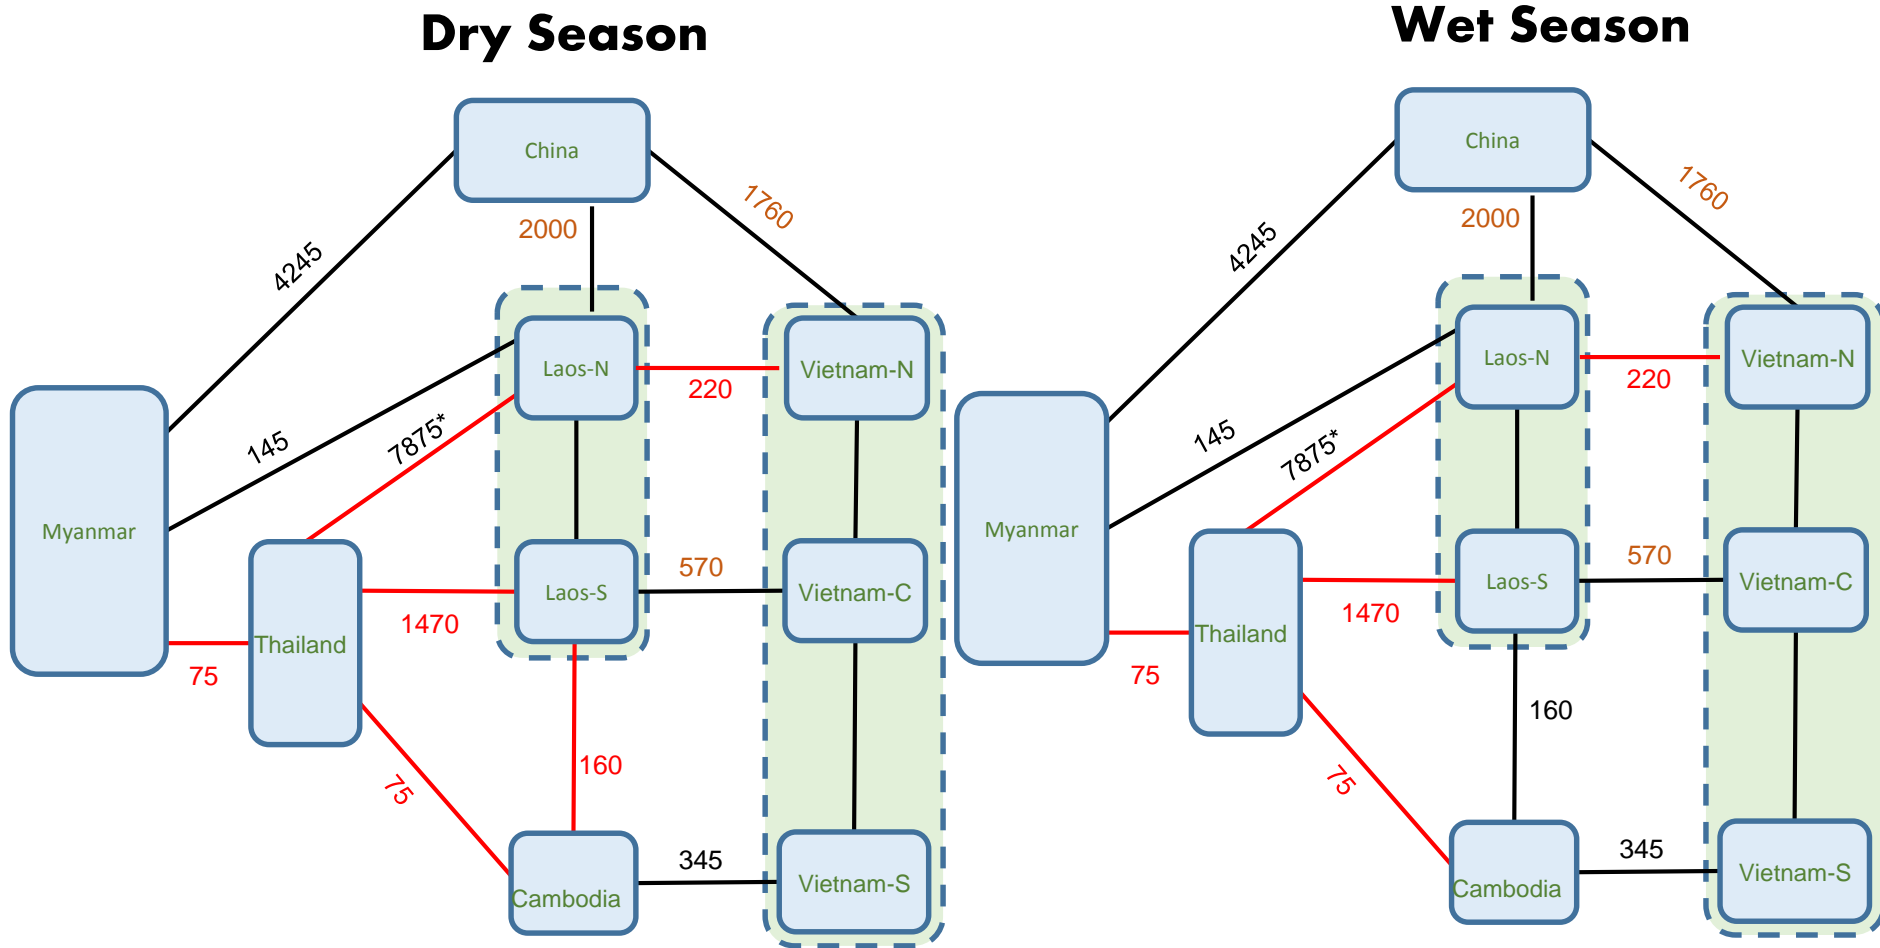 Dry Season
China
2000
1760
4245
Laos-N
220
Vietnam-N
145
7875*
Myanmar
570
Laos-S
Vietnam-C
1470
Thailand
75
160
75
345
Vietnam-S
Cambodia
Wet Season
China
2000
1760
4245
Laos-N
220
Vietnam-N
145
7875*
Myanmar
570
Laos-S
Vietnam-C
1470
Thailand
75
160
75
345
Vietnam-S
Cambodia